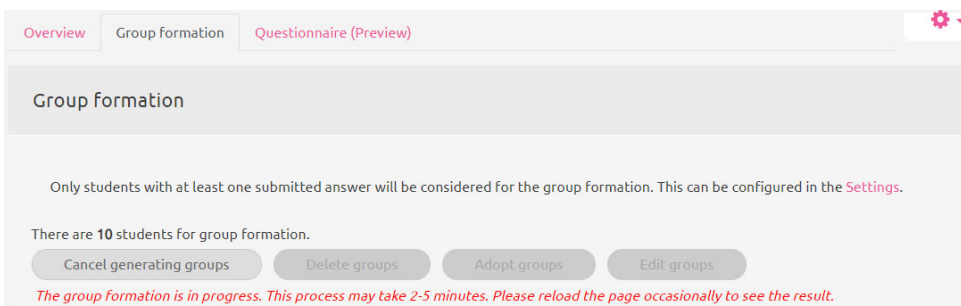 Overview Group formation Questionnaire (Preview)
Group formation
Only students with at least one submitted answer will be considered for the group formation. This can be configured in the Settings.
There are 10 students for group formation.
Cancel generating groups Delete groups Adopt groups Edit groups
The group formation is in progress. This process may take 2-5 minutes. Please reload the page occasonally to see the result.